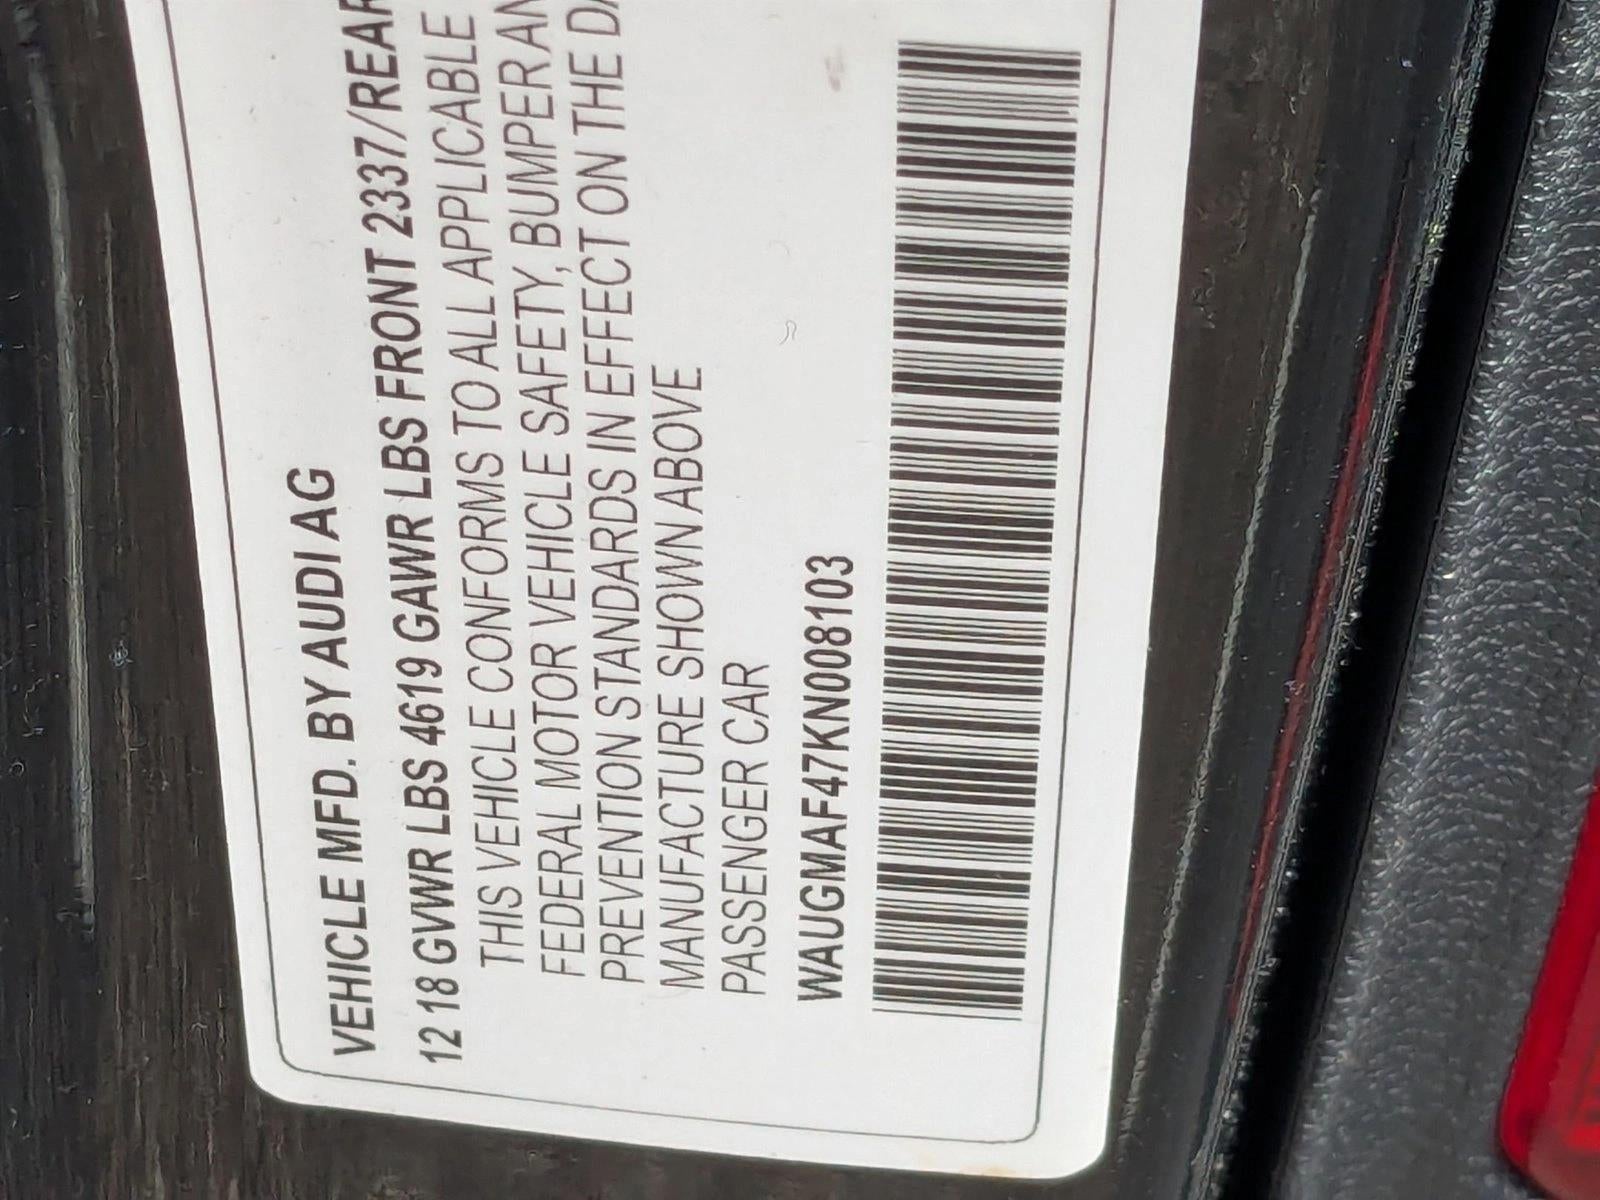 VEHICLE MFD. BY AUDI AG
12 18 GVWR LBS 4619 GAWR LBS FRONT 2337/REAR
THIS VEHICLE CONFORMS TO ALL APPLICABLE
FEDERAL MOTOR VEHICLE SAFETY, BUMPER AN
PREVENTION STANDARDS IN EFFECT ON THE DA
MANUFACTURE SHOWN ABOVE
PASSENGER CAR
WAUGMAF47KN008103